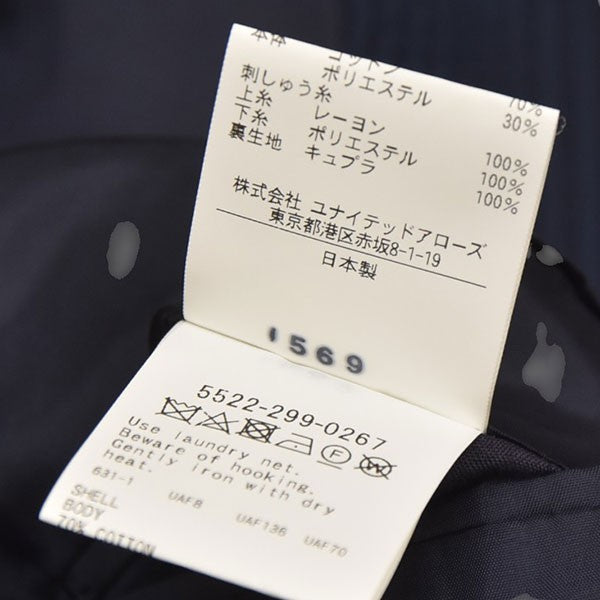 本体 コットン 70%
ポリエステル 30%
刺しゅう糸
上糸 レーヨン 100%
下糸 ポリエステル 100%
裏生地 キュプラ 100%
株式会社 ユナイテッドアローズ
東京都港区赤坂8-1-19
日本製
1569
5522-299-0267
Use laundry net.
Beware of hooking.
Gently iron with dry
heat.
631-1 UAF8 UAF136 UAF70
SHELL
BODY
70% COTTON